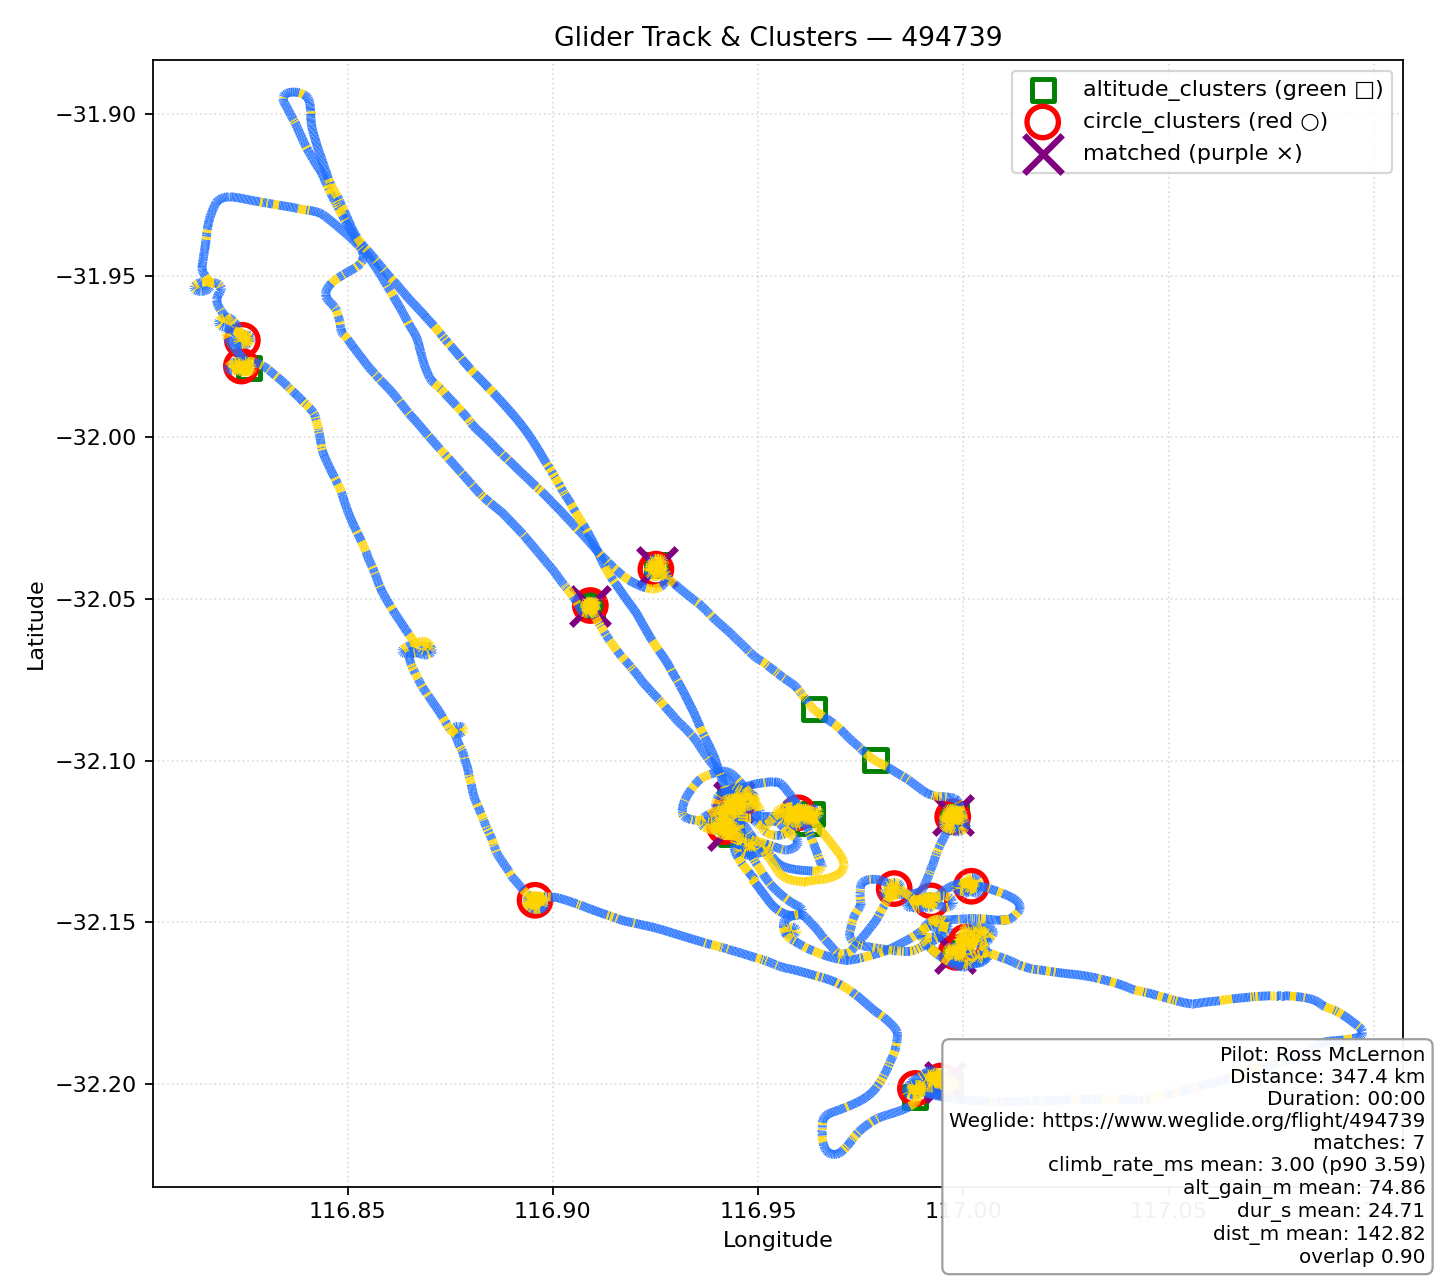 Glider Track & Clusters — 494739
altitude_clusters (green □)
circle_clusters (red ○)
matched (purple ×)
−31.90
−31.95
−32.00
−32.05
−32.10
−32.15
−32.20
Latitude
116.85
116.90
116.95
117.00
117.05
Longitude
Pilot: Ross McLernon
Distance: 347.4 km
Duration: 00:00
Weglide: https://www.weglide.org/flight/494739
matches: 7
climb_rate_ms mean: 3.00 (p90 3.59)
alt_gain_m mean: 74.86
dur_s mean: 24.71
dist_m mean: 142.82
overlap 0.90